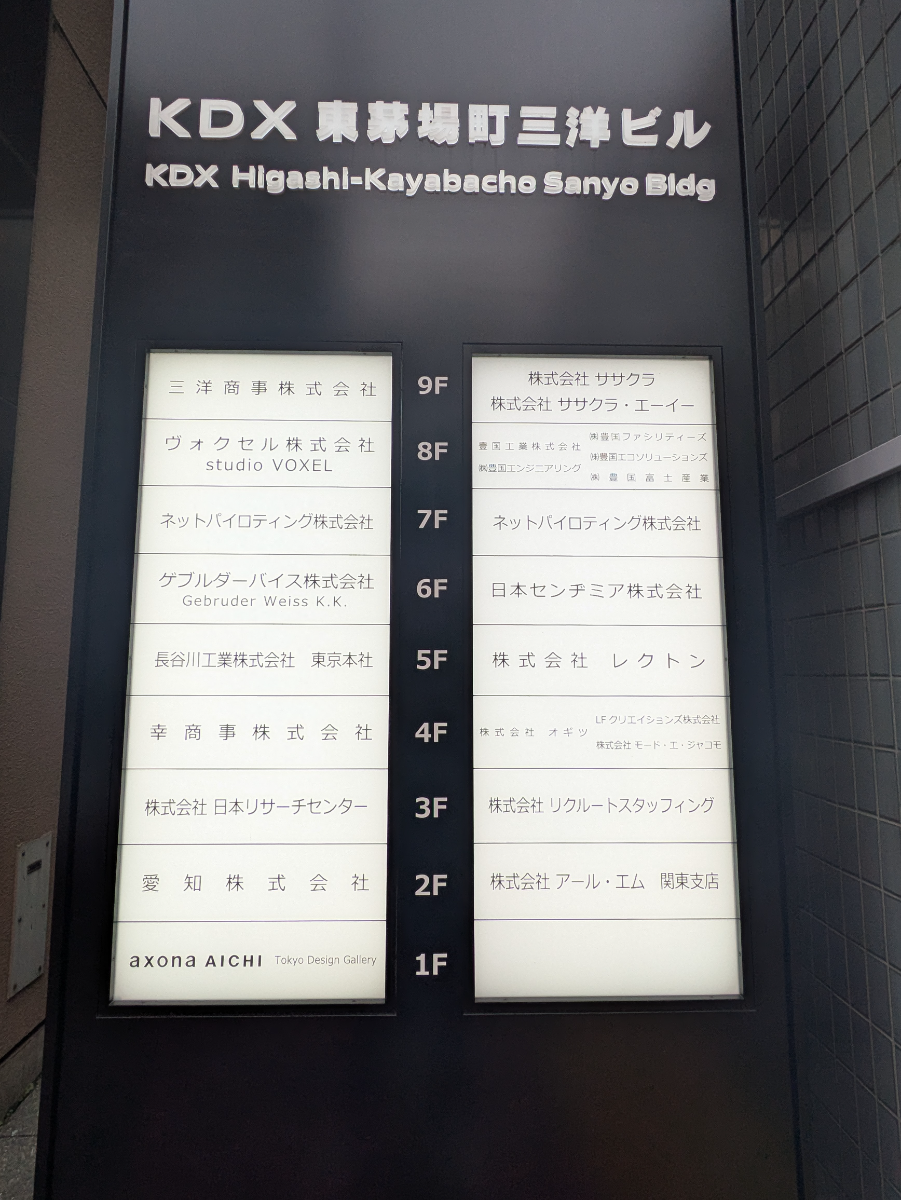 KDX 東茅場町三洋ビル
KDX Higashi-Kayabacho Sanyo Bldg
三洋商事株式会社
9F
株式会社 ササクラ
株式会社 ササクラ・エーイー
ヴォクセル株式会社
studio VOXEL
8F
豊国工業株式会社
㈱豊国エンジニアリング
㈱豊国ファシリティーズ
㈱豊国エコソリューションズ
㈱豊国富士産業
ネットパイロティング株式会社
7F
ネットパイロティング株式会社
ゲブルダーバイス株式会社
Gebruder Weiss K.K.
6F
日本センヂミア株式会社
長谷川工業株式会社 東京本社
5F
株式会社 レクトン
幸商事株式会社
4F
株式会社 オギツ
LFクリエイションズ株式会社
株式会社 モード・エ・ジャコモ
株式会社 日本リサーチセンター
3F
株式会社 リクルートスタッフィング
愛知株式会社
2F
株式会社 アール・エム 関東支店
axona AICHI Tokyo Design Gallery
1F